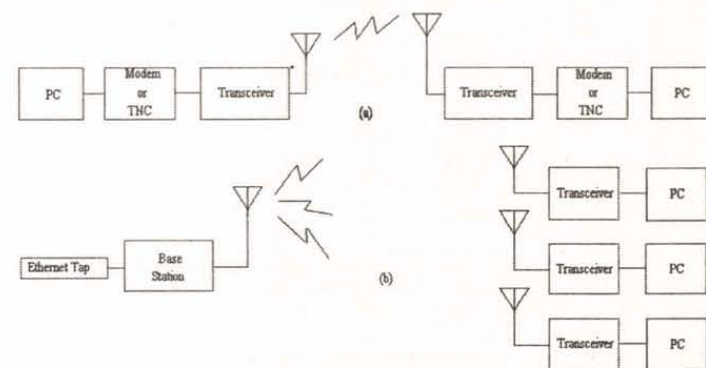 PC
Modem
or
TNC
Transceiver
Transceiver
Modem
or
TNC
PC
(a)
Transceiver
PC
Ethernet Tap
Base
Station
Transceiver
PC
(b)
Transceiver
PC